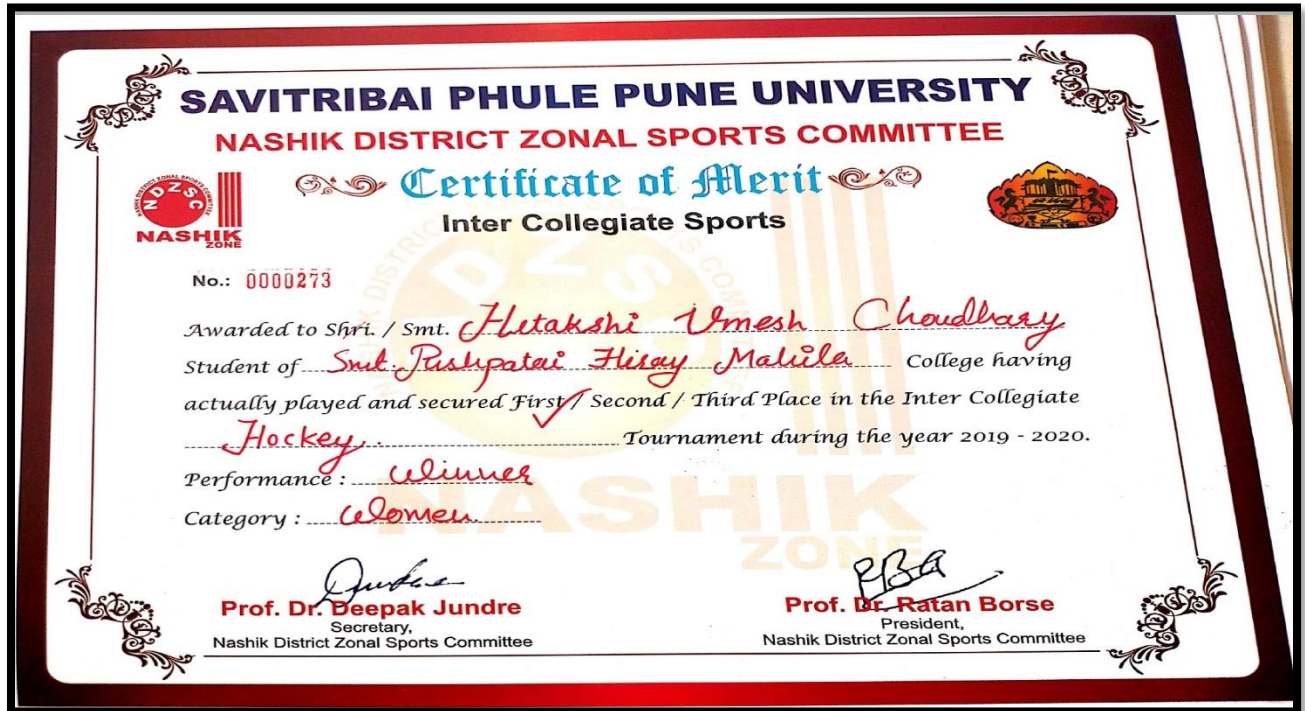 SAVITRIBAI PHULE PUNE UNIVERSITY
NASHIK DISTRICT ZONAL SPORTS COMMITTEE
Certificate of Merit
Inter Collegiate Sports
NDZSC
NASHIK
ZONE
No.: 0000273
Awarded to Shri. / Smt. Hetakshi Umesh Choudhary
Student of Smt. Pushpatai Hiray Mahila College having
actually played and secured First / Second / Third Place in the Inter Collegiate
Hockey. Tournament during the year 2019 - 2020.
Performance : Winner
Category : Women
NASHIK
ZONE
Prof. Dr. Deepak Jundre
Secretary,
Nashik District Zonal Sports Committee
Prof. Dr. Ratan Borse
President,
Nashik District Zonal Sports Committee